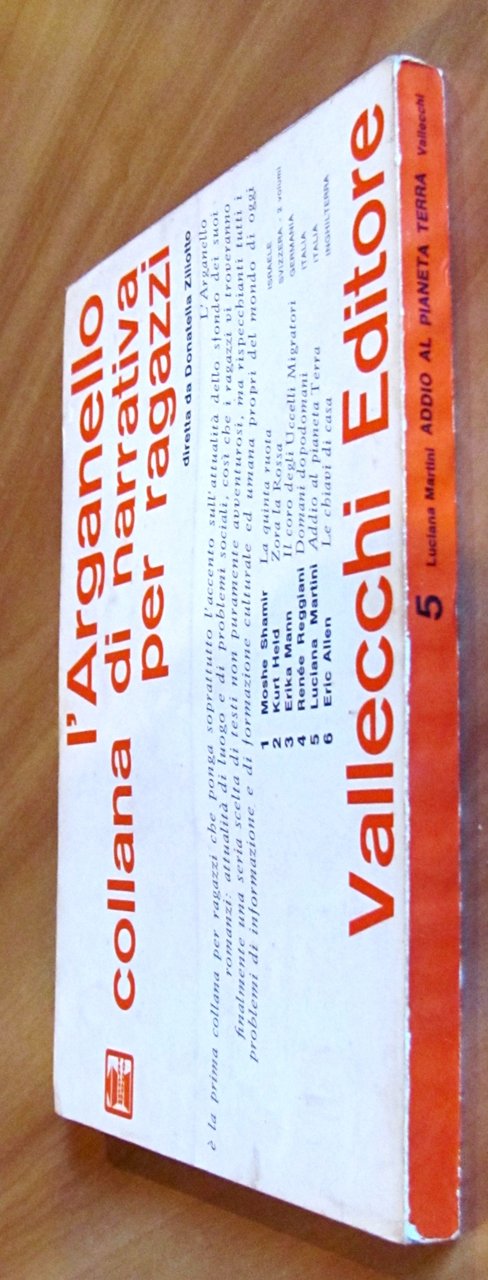 l'Arganello
collana di narrativa
per ragazzi
diretta da Donatella Ziliotto
L'Arganello
è la prima collana per ragazzi che ponga soprattutto l'accento sull'attualità dello sfondo dei suoi
romanzi: attualità di luogo e di problemi sociali, così che i ragazzi vi troveranno
finalmente una seria scelta di testi non puramente avventurosi, ma rispecchianti tutti i
problemi di informazione e di formazione culturale ed umana propri del mondo di oggi
1 Moshe Shamir La quinta ruota ISRAELE
2 Kurt Held Zora la Rossa SVIZZERA - 2 volumi
3 Erika Mann Il coro degli Uccelli Migratori GERMANIA
4 Renée Reggiani Domani dopodomani ITALIA
5 Luciana Martini Addio al pianeta Terra ITALIA
6 Eric Allen Le chiavi di casa INGHILTERRA
Vallecchi Editore
5 Luciana Martini ADDIO AL PIANETA TERRA Vallecchi